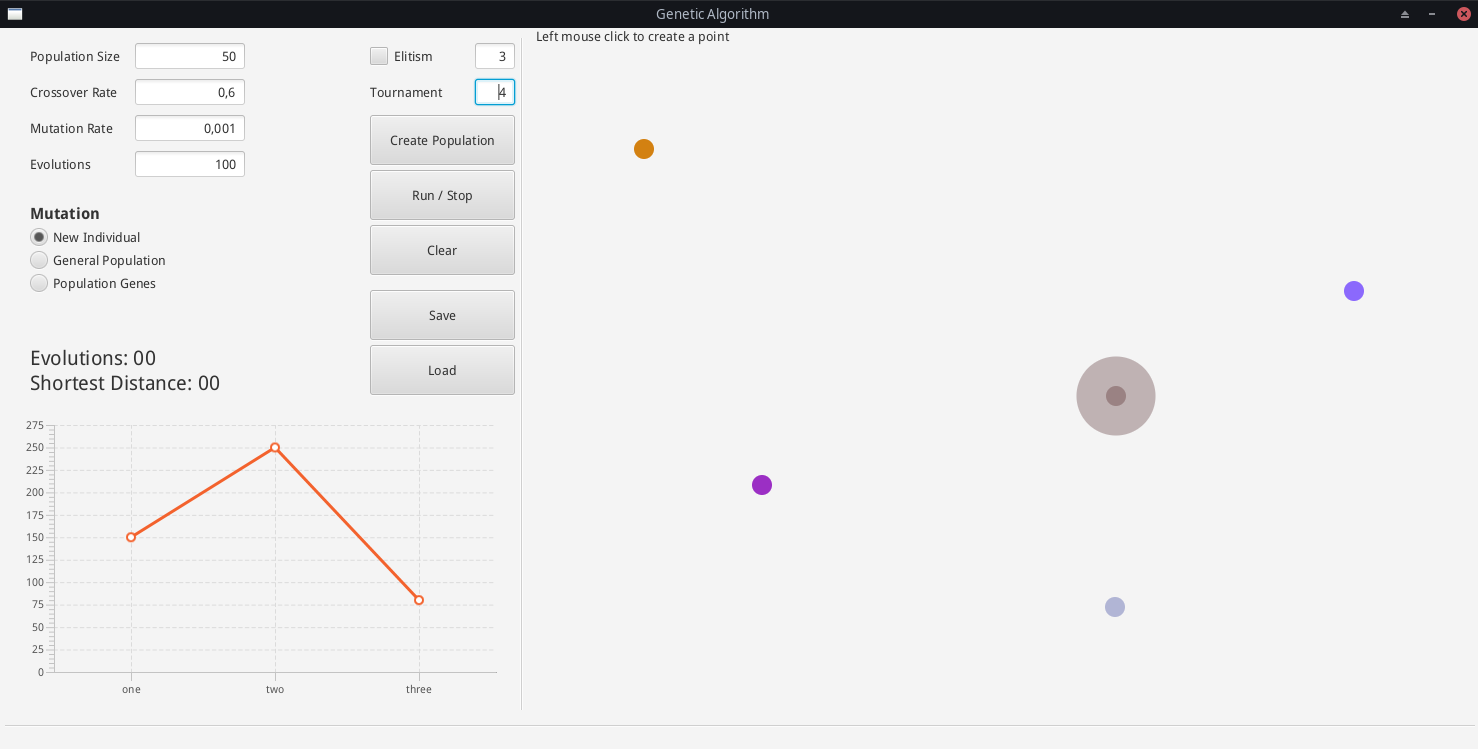 Genetic Algorithm
Left mouse click to create a point
Population Size 50
Crossover Rate 0,6
Mutation Rate 0,001
Evolutions 100
Elitism 3
Tournament 4
Create Population
Run / Stop
Clear
Save
Load
Mutation
New Individual
General Population
Population Genes
Evolutions: 00
Shortest Distance: 00
275
250
225
200
175
150
125
100
75
50
25
0
one two three